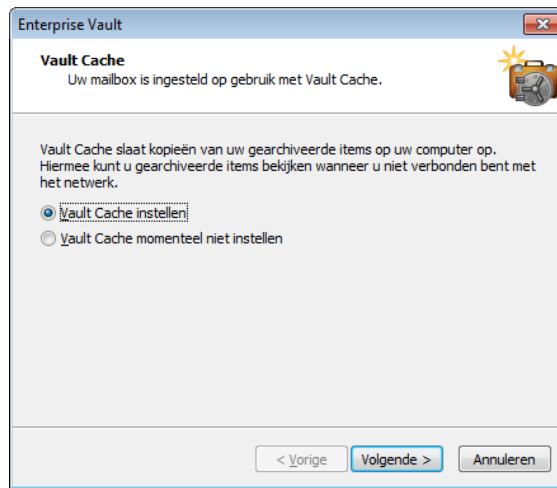 Enterprise Vault
Vault Cache
Uw mailbox is ingesteld op gebruik met Vault Cache.
Vault Cache slaat kopieën van uw gearchiveerde items op uw computer op.
Hiermee kunt u gearchiveerde items bekijken wanneer u niet verbonden bent met
het netwerk.
Vault Cache instellen
Vault Cache momenteel niet instellen
< Vorige Volgende > Annuleren